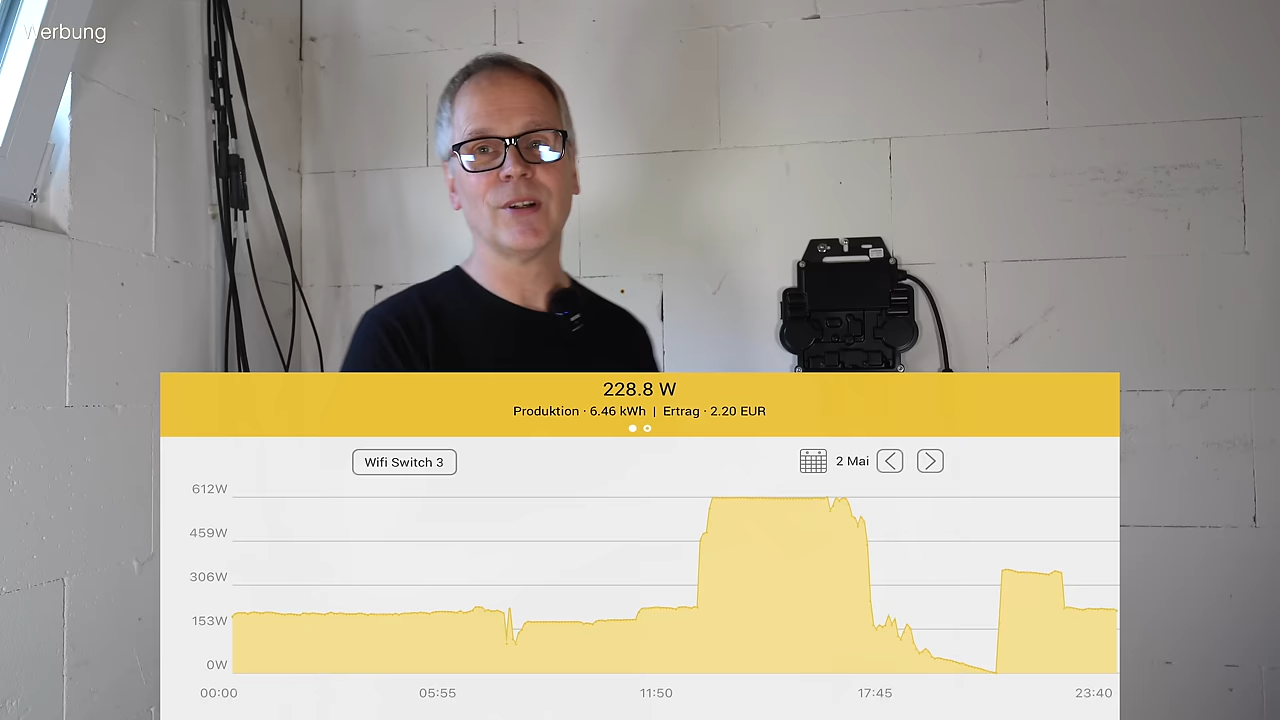 Werbung
228.8 W
Produktion · 6.46 kWh | Ertrag · 2.20 EUR
Wifi Switch 3
2 Mai
612W
459W
306W
153W
0W
00:00 05:55 11:50 17:45 23:40